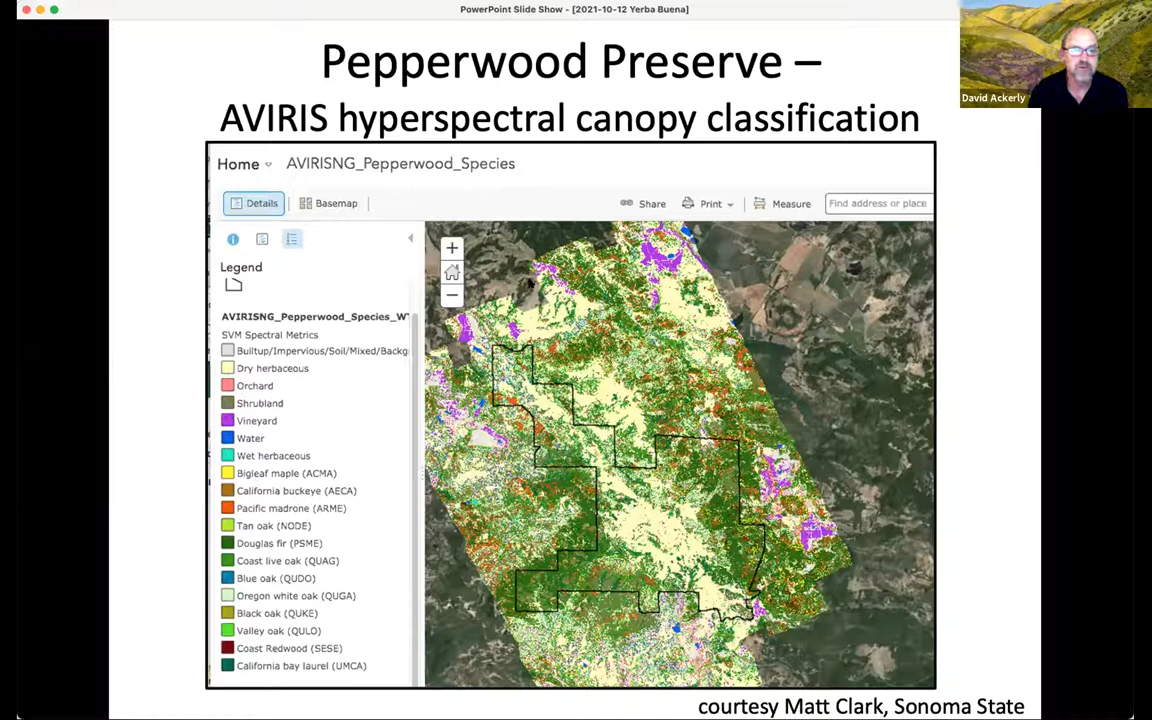 PowerPoint Slide Show - [2021-10-12 Yerba Buena]
Pepperwood Preserve –
AVIRIS hyperspectral canopy classification
David Ackerly
Home AVIRISNG_Pepperwood_Species
Details Basemap Share Print Measure Find address or place
Legend
AVIRISNG_Pepperwood_Species_W
SVM Spectral Metrics
Builtup/Impervious/Soil/Mixed/Backg
Dry herbaceous
Orchard
Shrubland
Vineyard
Water
Wet herbaceous
Bigleaf maple (ACMA)
California buckeye (AECA)
Pacific madrone (ARME)
Tan oak (NODE)
Douglas fir (PSME)
Coast live oak (QUAG)
Blue oak (QUDO)
Oregon white oak (QUGA)
Black oak (QUKE)
Valley oak (QULO)
Coast Redwood (SESE)
California bay laurel (UMCA)
courtesy Matt Clark, Sonoma State